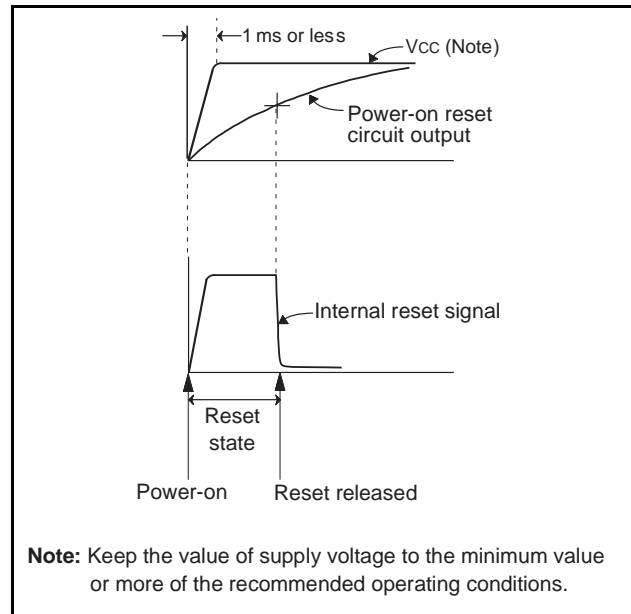 1 ms or less
VCC (Note)
Power-on reset
circuit output
Internal reset signal
Reset
state
Power-on
Reset released
Note: Keep the value of supply voltage to the minimum value
or more of the recommended operating conditions.